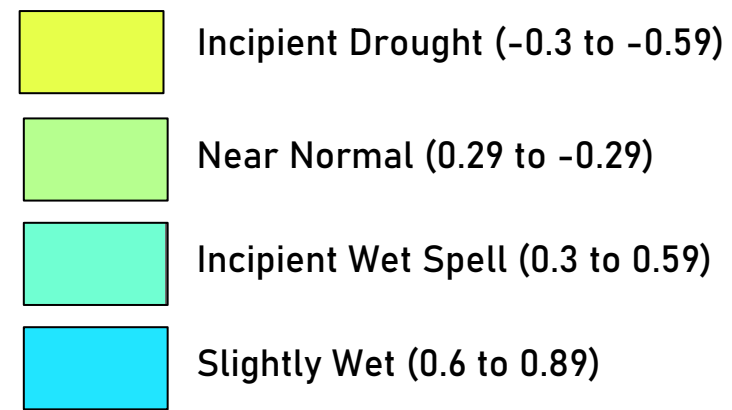 Incipient Drought (-0.3 to -0.59)
Near Normal (0.29 to -0.29)
Incipient Wet Spell (0.3 to 0.59)
Slightly Wet (0.6 to 0.89)